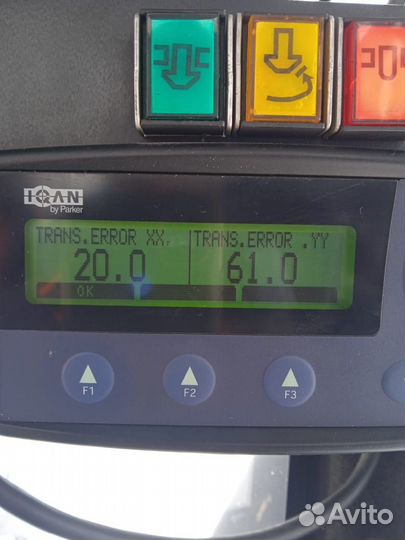 IQAN
by Parker
TRANS.ERROR XX. TRANS.ERROR .YY
20.0 61.0
OK
F1 F2 F3
Avito